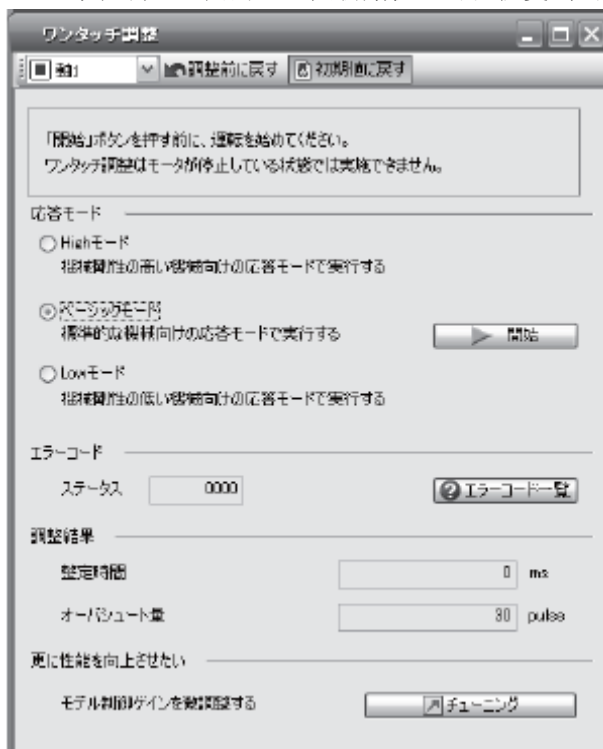 ワンタッチ調整
軸1 調整前に戻す 初期値に戻す
「開始」ボタンを押す前に、運転を始めてください。
ワンタッチ調整はモータが停止している状態では実施できません。
応答モード
Highモード
機械剛性の高い機械向けの応答モードで実行する
ベーシックモード
標準的な機械向けの応答モードで実行する 開始
Lowモード
機械剛性の低い機械向けの応答モードで実行する
エラーコード
ステータス 0000 エラーコード一覧
調整結果
整定時間 0 ms
オーバシュート量 30 pulse
更に性能を向上させたい
モデル制御ゲインを微調整する チューニング